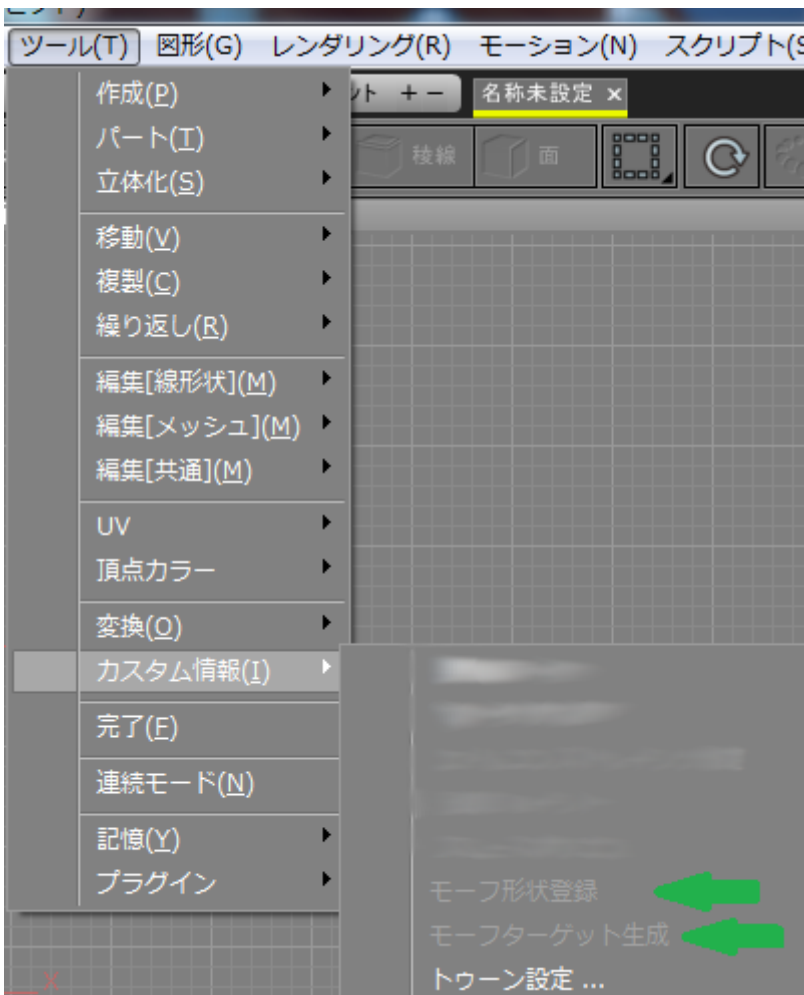 ツール(T) 図形(G) レンダリング(R) モーション(N) スクリプト(S
作成(P)
名称未設定 ×
パート(T)
稜線 面
立体化(S)
移動(V)
複製(C)
繰り返し(R)
編集[線形状](M)
編集[メッシュ](M)
編集[共通](M)
UV
頂点カラー
変換(O)
カスタム情報(I)
完了(F)
連続モード(N)
記憶(Y)
プラグイン
モーフ形状登録
モーフターゲット生成
トゥーン設定 ...
X